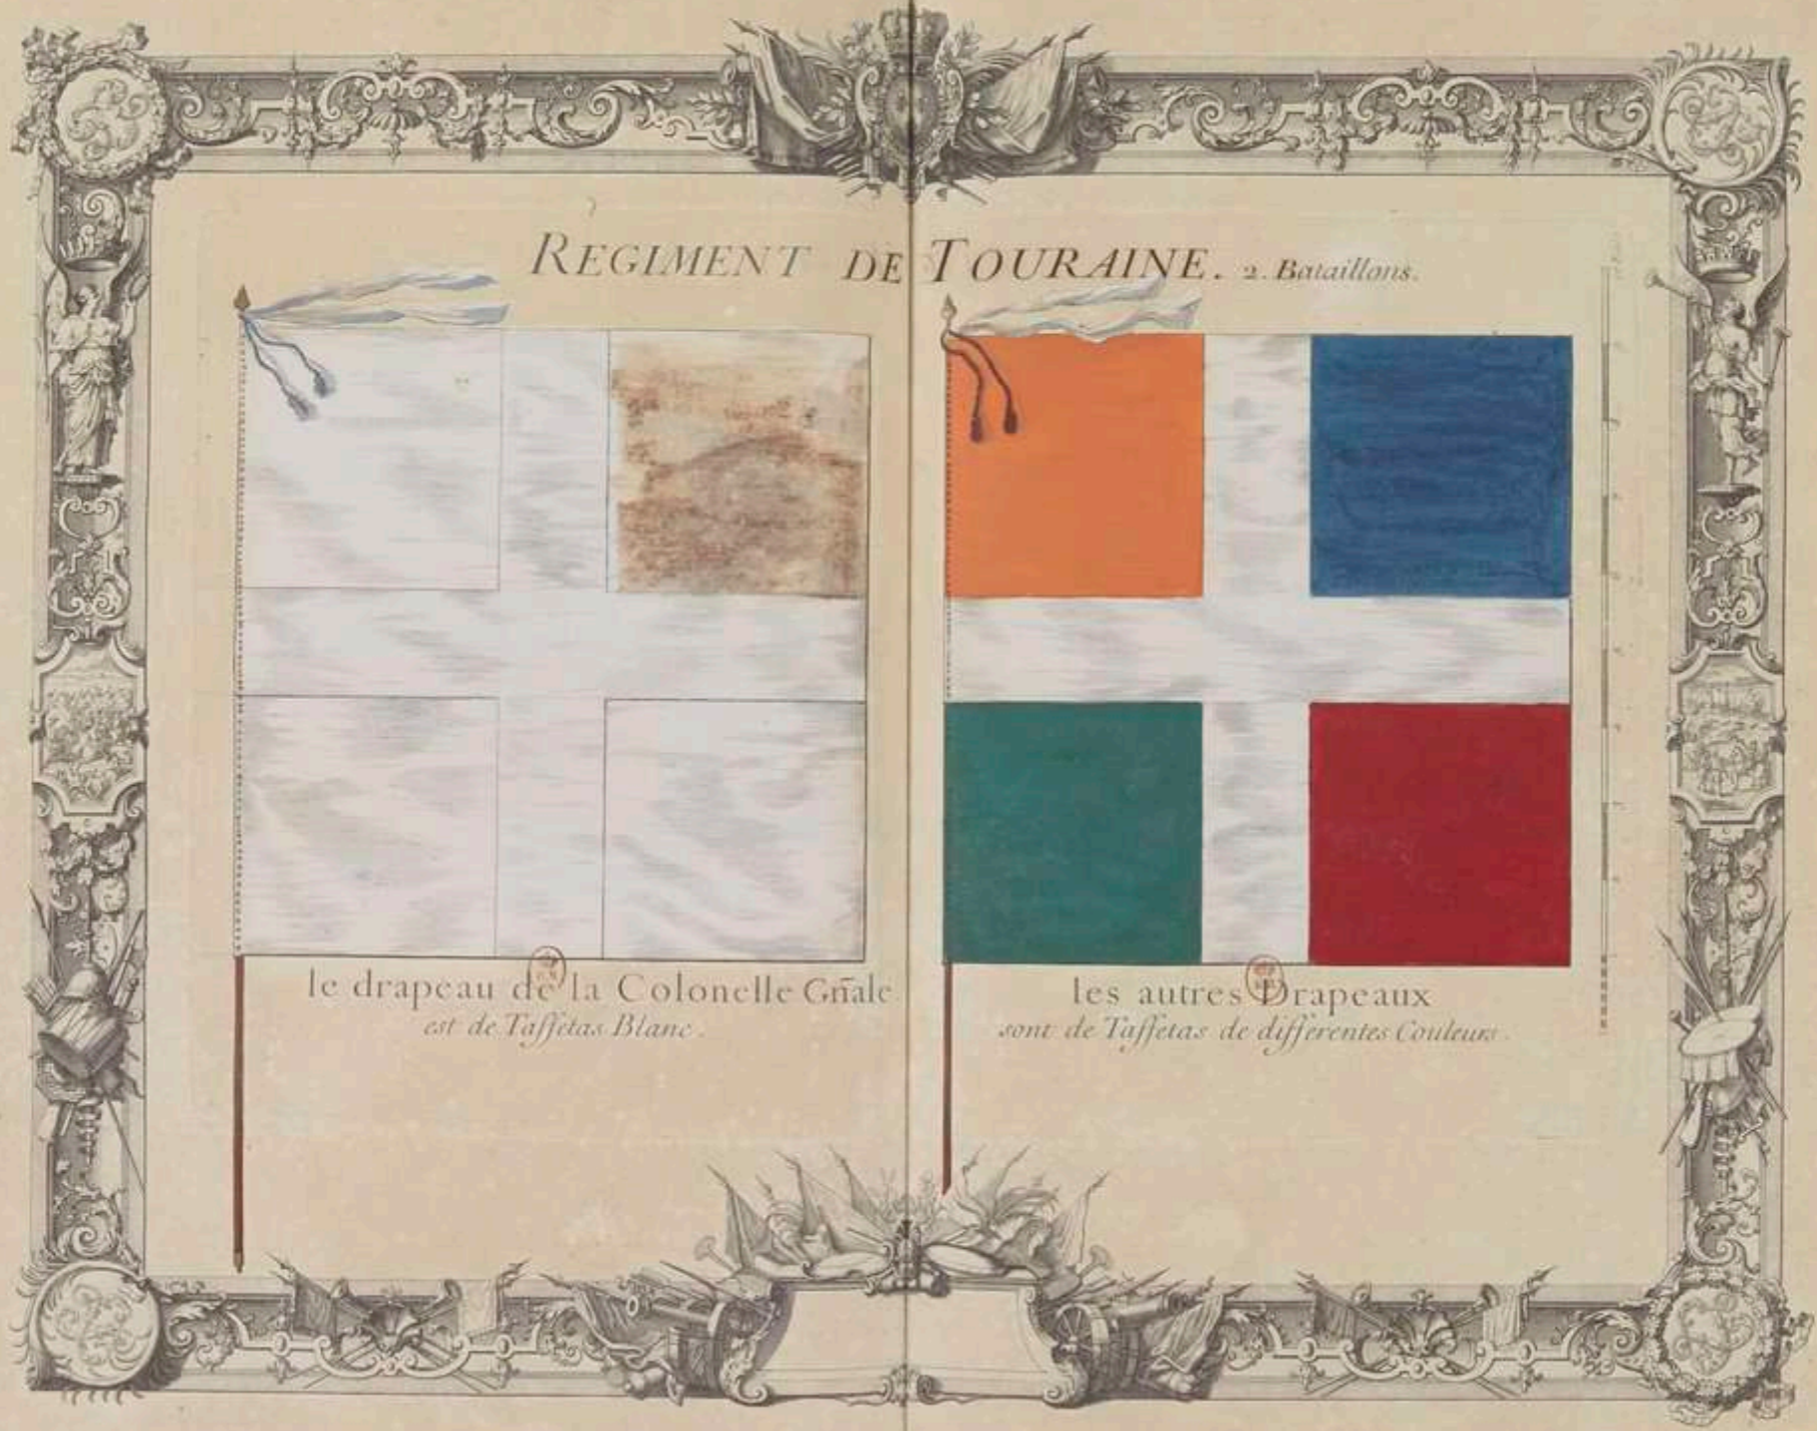 REGIMENT DE TOURAINE. 2. Bataillons.
le drapeau de la Colonelle Gñale
est de Taffetas Blanc.
les autres Drapeaux
sont de Taffetas de differentes Couleurs.